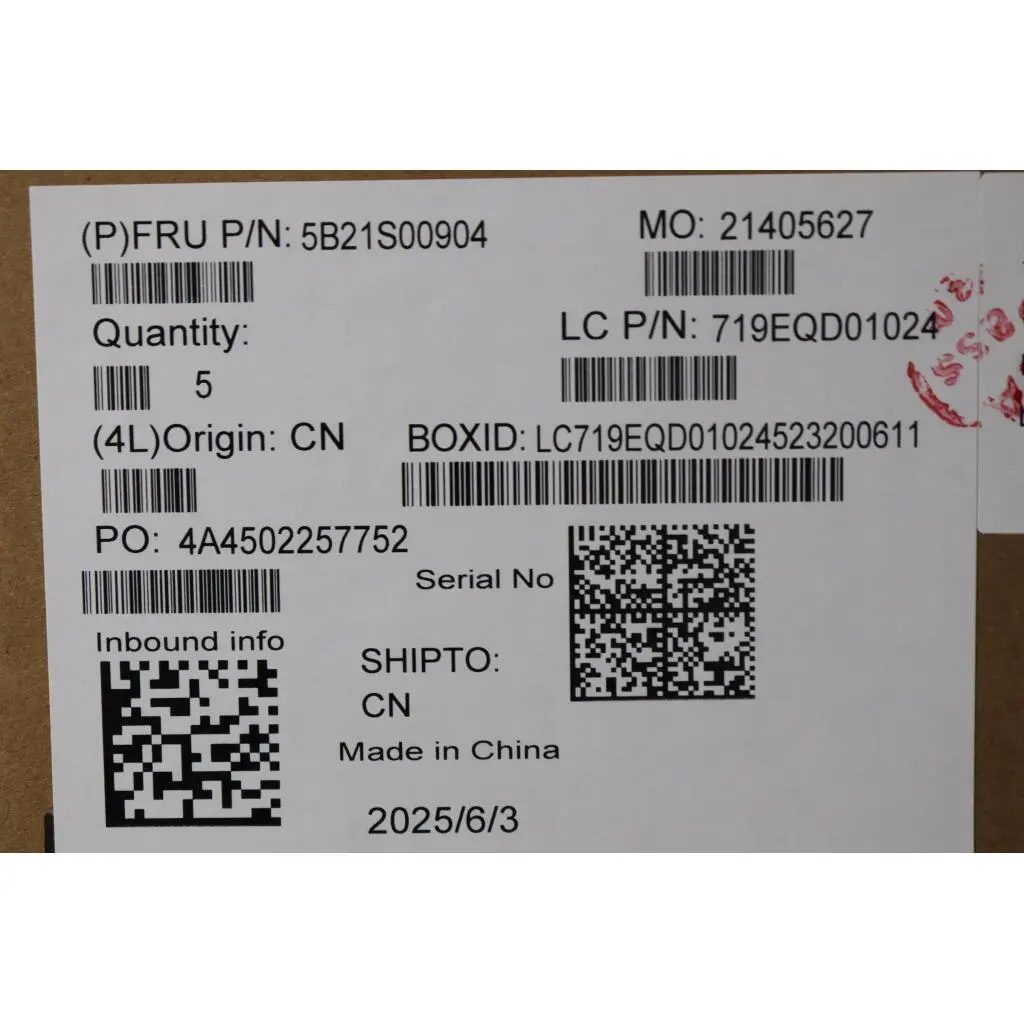 (P)FRU P/N: 5B21S00904
MO: 21405627
Quantity:
5
LC P/N: 719EQD01024
(4L)Origin: CN
BOXID: LC719EQD01024523200611
PO: 4A4502257752
Serial No
Inbound info
SHIPTO:
CN
Made in China
2025/6/3